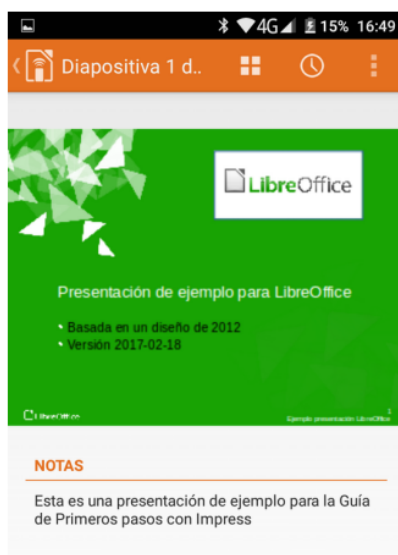 4G 15% 16:49
Diapositiva 1 d..
LibreOffice
Presentación de ejemplo para LibreOffice
Basada en un diseño de 2012
Versión 2017-02-18
1
LibreOffice
Ejemplo presentación LibreOffice
NOTAS
Esta es una presentación de ejemplo para la Guía
de Primeros pasos con Impress